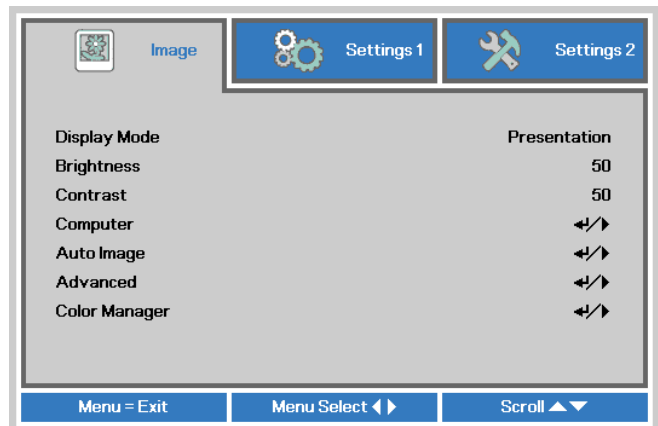 Image Settings 1 Settings 2
Display Mode Presentation
Brightness 50
Contrast 50
Computer ↵/▶
Auto Image ↵/▶
Advanced ↵/▶
Color Manager ↵/▶
Menu = Exit Menu Select ◀▶ Scroll ▲▼